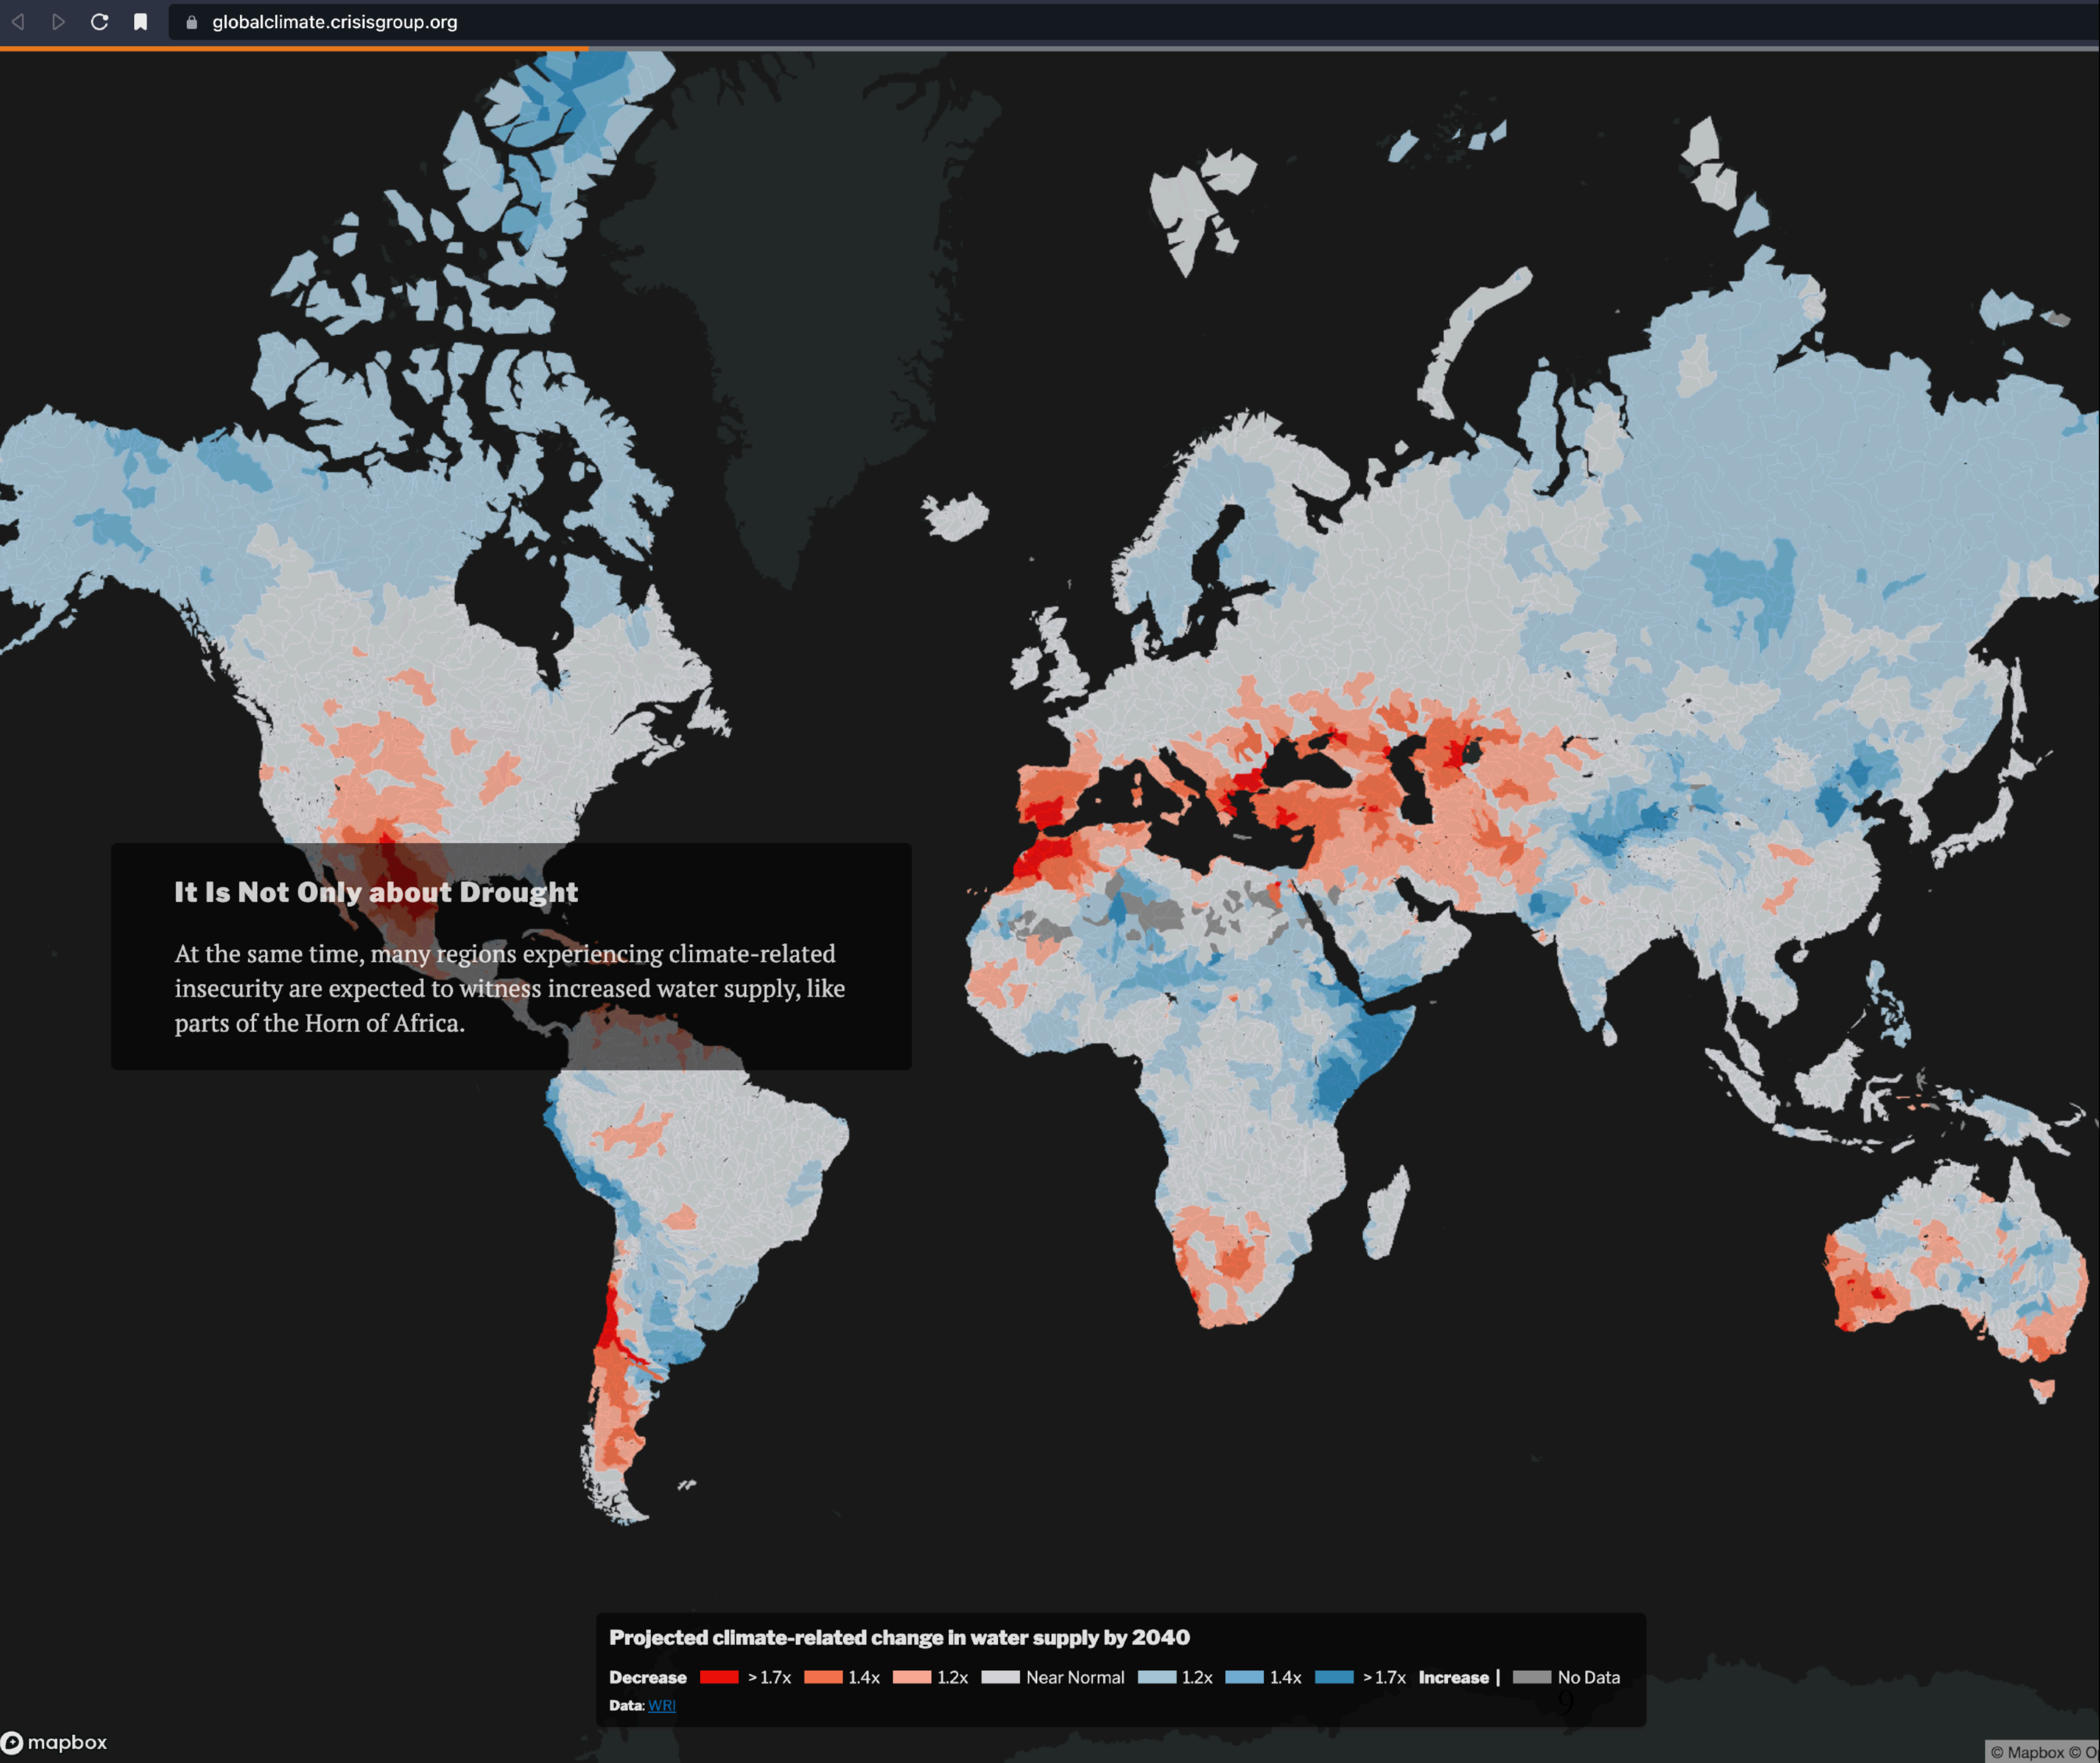 globalclimate.crisisgroup.org
It Is Not Only about Drought
At the same time, many regions experiencing climate-related
insecurity are expected to witness increased water supply, like
parts of the Horn of Africa.
Projected climate-related change in water supply by 2040
Decrease > 1.7x 1.4x 1.2x Near Normal 1.2x 1.4x > 1.7x Increase | No Data
9
Data: WRI
mapbox
© Mapbox ©